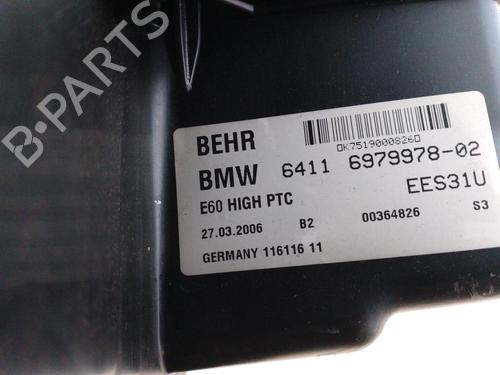 BEHR
▯K7519000826▯
BMW 6411 6979978-02
E60 HIGH PTC EES31U
27.03.2006 B2 00364826 S3
GERMANY 116116 11
B-PARTS